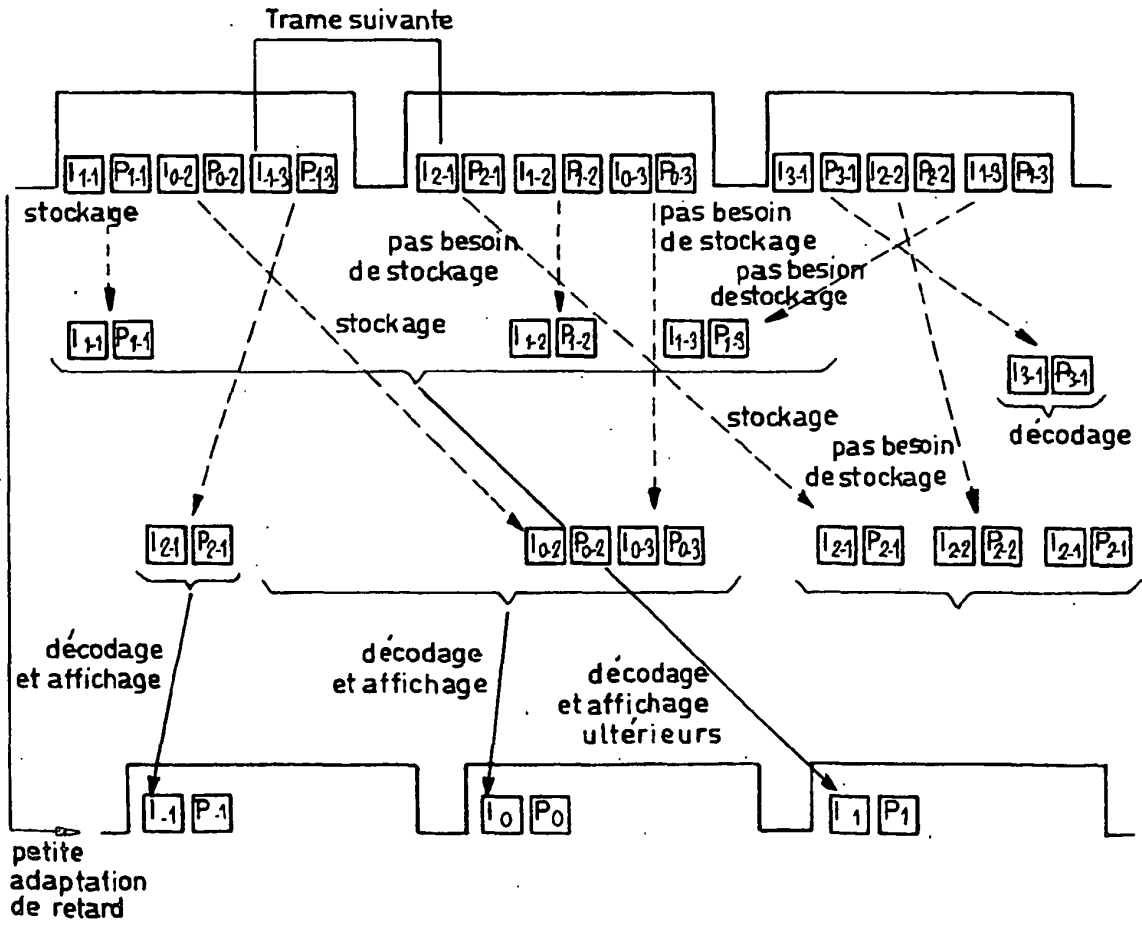 Trame suivante
I1-1 P1-1 I0-2 P0-2 I-1-3 P-1-3
I2-1 P2-1 I1-2 P1-2 I0-3 P0-3
I3-1 P3-1 I2-2 P2-2 I1-3 P1-3
stockage
pas besoin
de stockage
pas besoin
de stockage
pas besion
destockage
I1-1 P1-1
stockage
I1-2 P1-2
I1-3 P1-3
I3-1 P3-1
décodage
stockage
pas besoin
de stockage
I2-1 P2-1
I0-2 P0-2 I0-3 P0-3
I2-1 P2-1
I2-2 P2-2
I2-1 P2-1
décodage
et affichage
décodage
et affichage
décodage
et affichage
ultérieurs
I-1 P-1
I0 P0
I1 P1
petite
adaptation
de retard